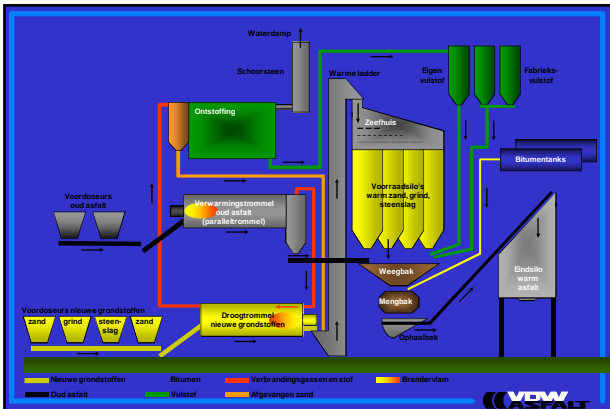 Waterdamp
Schoorsteen
Warme ladder
Eigen
vulstof
Fabrieks-
vulstof
Ontstoffing
Zeefhuis
Bitumentanks
Voorraadsilo's
warm zand, grind,
steenslag
Voordoseurs
oud asfalt
Verwarmingstrommel
oud asfalt
(paralleltrommel)
Weegbak
Eindsilo
warm
asfalt
Mengbak
Voordoseurs nieuwe grondstoffen
zand grind steen- zand
slag
Droogtrommel
nieuwe grondstoffen
Ophaalbak
Nieuwe grondstoffen Bitumen Verbrandingsgassen en stof Brandervlam
Oud asfalt Vulstof Afgevangen zand
VBW
ASFALT